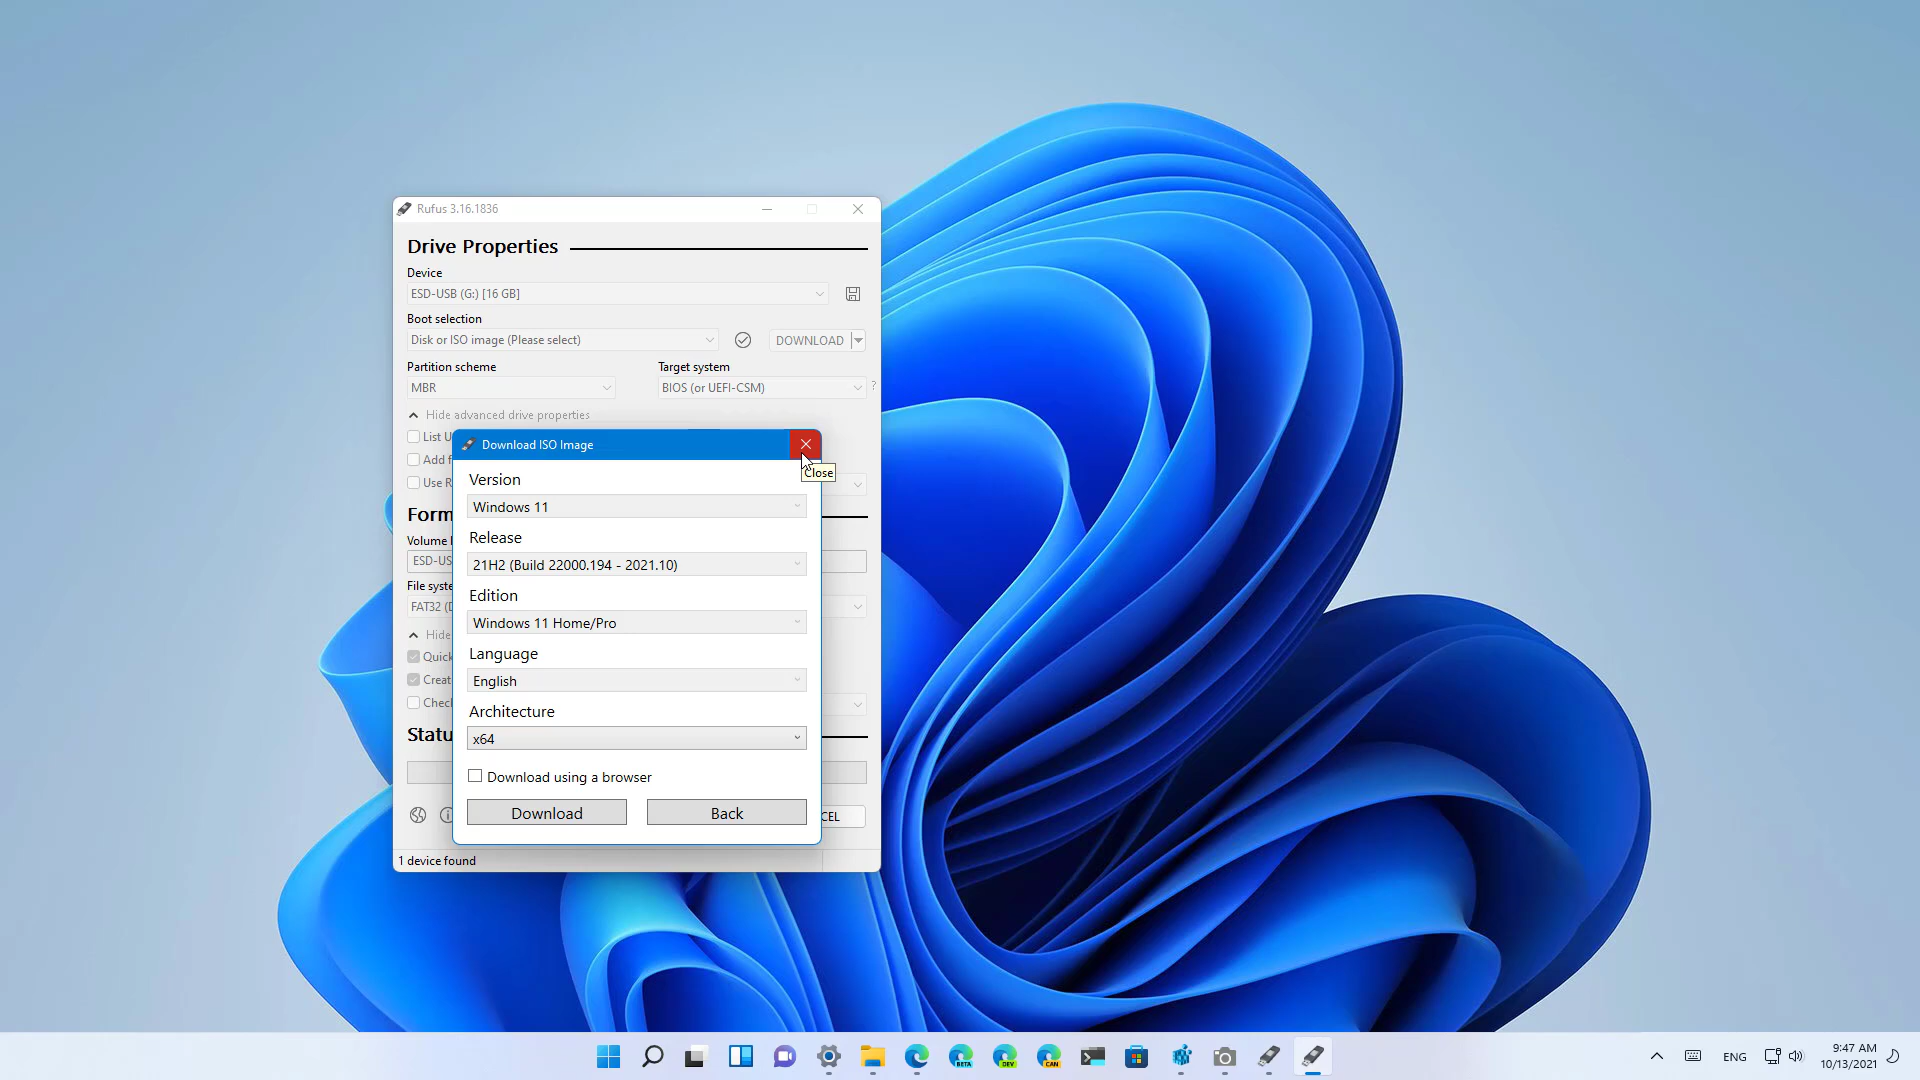 Rufus 3.16.1836
Drive Properties
Device
ESD-USB (G:) [16 GB]
Boot selection
Disk or ISO image (Please select)
DOWNLOAD
Partition scheme
Target system
MBR
BIOS (or UEFI-CSM)
?
Hide advanced drive properties
List U
Add f
Use R
Form
Volume l
ESD-US
File syste
FAT32 (D
Hide
Quick
Creat
Check
Statu
CEL
1 device found
Download ISO Image
Close
Version
Windows 11
Release
21H2 (Build 22000.194 - 2021.10)
Edition
Windows 11 Home/Pro
Language
English
Architecture
x64
Download using a browser
Download
Back
BETA
DEV
CAN
ENG
9:47 AM
10/13/2021